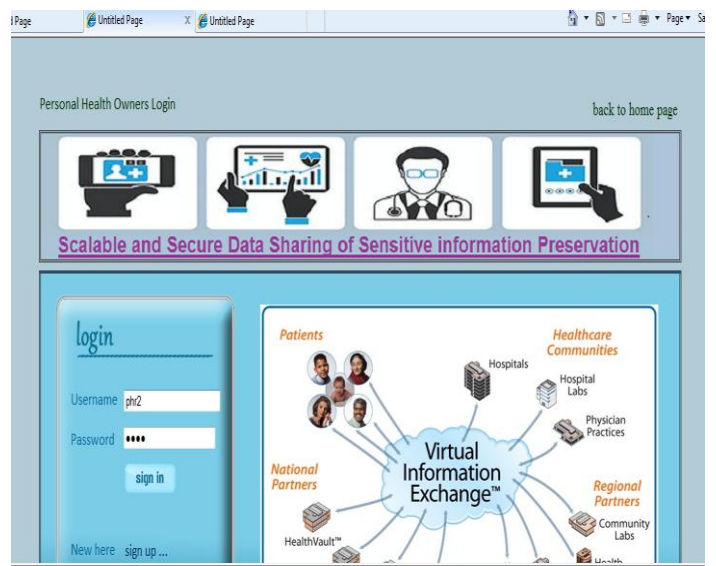 d Page
Untitled Page X
Untitled Page
Page ▾
Personal Health Owners Login
back to home page
Scalable and Secure Data Sharing of Sensitive information Preservation
login
Username phr2
Password ••••
sign in
New here sign up ...
Patients
Healthcare
Communities
Hospitals
Hospital
Labs
Physician
Practices
Virtual
Information
Exchange™
National
Partners
Regional
Partners
HealthVault™
Community
Labs
Health